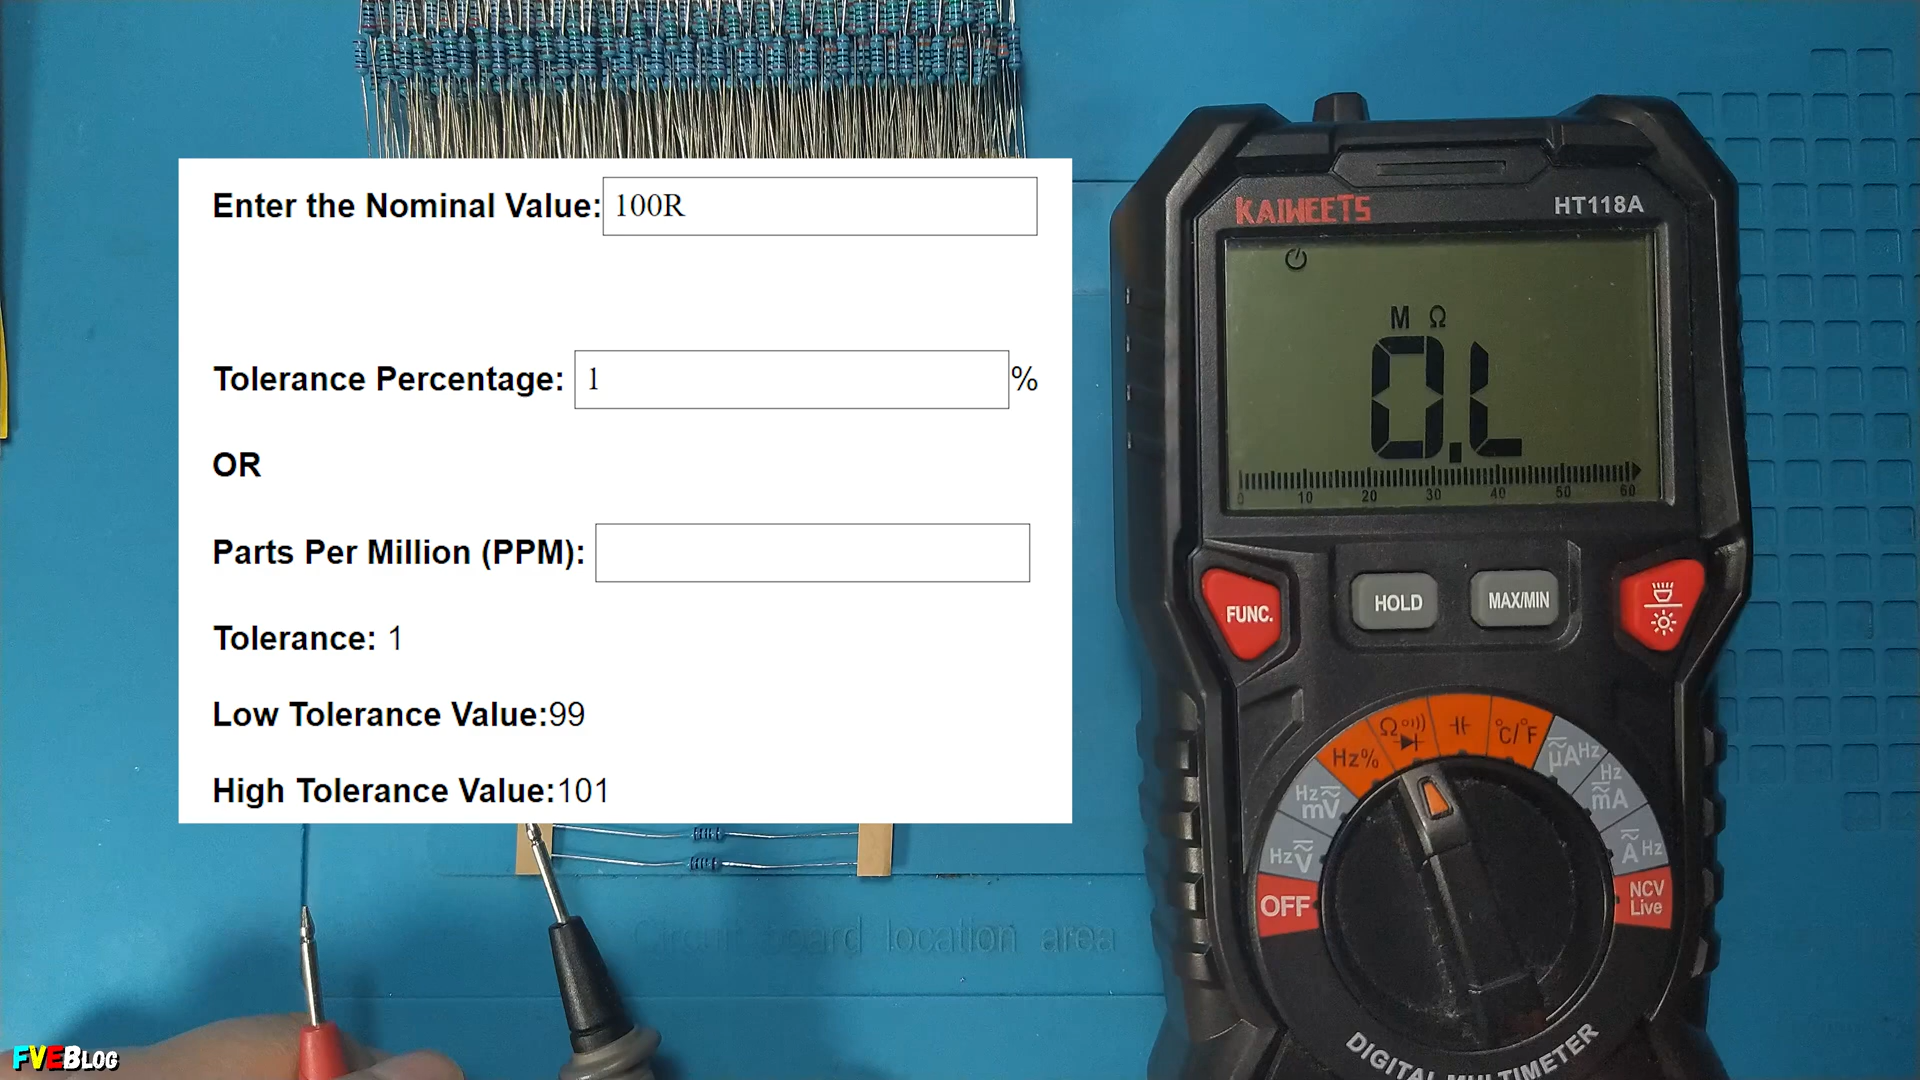 KAIWEETS
HT118A
Enter the Nominal Value: 100R
M Ω
0.L
Tolerance Percentage: 1 %
OR
0 10 20 30 40 50 60
Parts Per Million (PPM):
FUNC.
HOLD
MAX/MIN
Tolerance: 1
Low Tolerance Value:99
Hz%
Ω
°C/°F
µA Hz
Hz mV
Hz mA
High Tolerance Value:101
Hz V
A Hz
OFF
NCV
Live
Circuit board location area
DIGITAL MULTIMETER
FVEBLOG